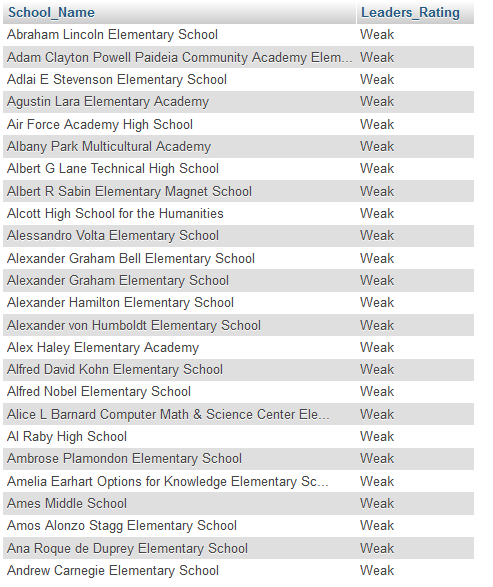 School_Name Leaders_Rating
Abraham Lincoln Elementary School Weak
Adam Clayton Powell Paideia Community Academy Elem... Weak
Adlai E Stevenson Elementary School Weak
Agustin Lara Elementary Academy Weak
Air Force Academy High School Weak
Albany Park Multicultural Academy Weak
Albert G Lane Technical High School Weak
Albert R Sabin Elementary Magnet School Weak
Alcott High School for the Humanities Weak
Alessandro Volta Elementary School Weak
Alexander Graham Bell Elementary School Weak
Alexander Graham Elementary School Weak
Alexander Hamilton Elementary School Weak
Alexander von Humboldt Elementary School Weak
Alex Haley Elementary Academy Weak
Alfred David Kohn Elementary School Weak
Alfred Nobel Elementary School Weak
Alice L Barnard Computer Math & Science Center Ele... Weak
Al Raby High School Weak
Ambrose Plamondon Elementary School Weak
Amelia Earhart Options for Knowledge Elementary Sc... Weak
Ames Middle School Weak
Amos Alonzo Stagg Elementary School Weak
Ana Roque de Duprey Elementary School Weak
Andrew Carnegie Elementary School Weak